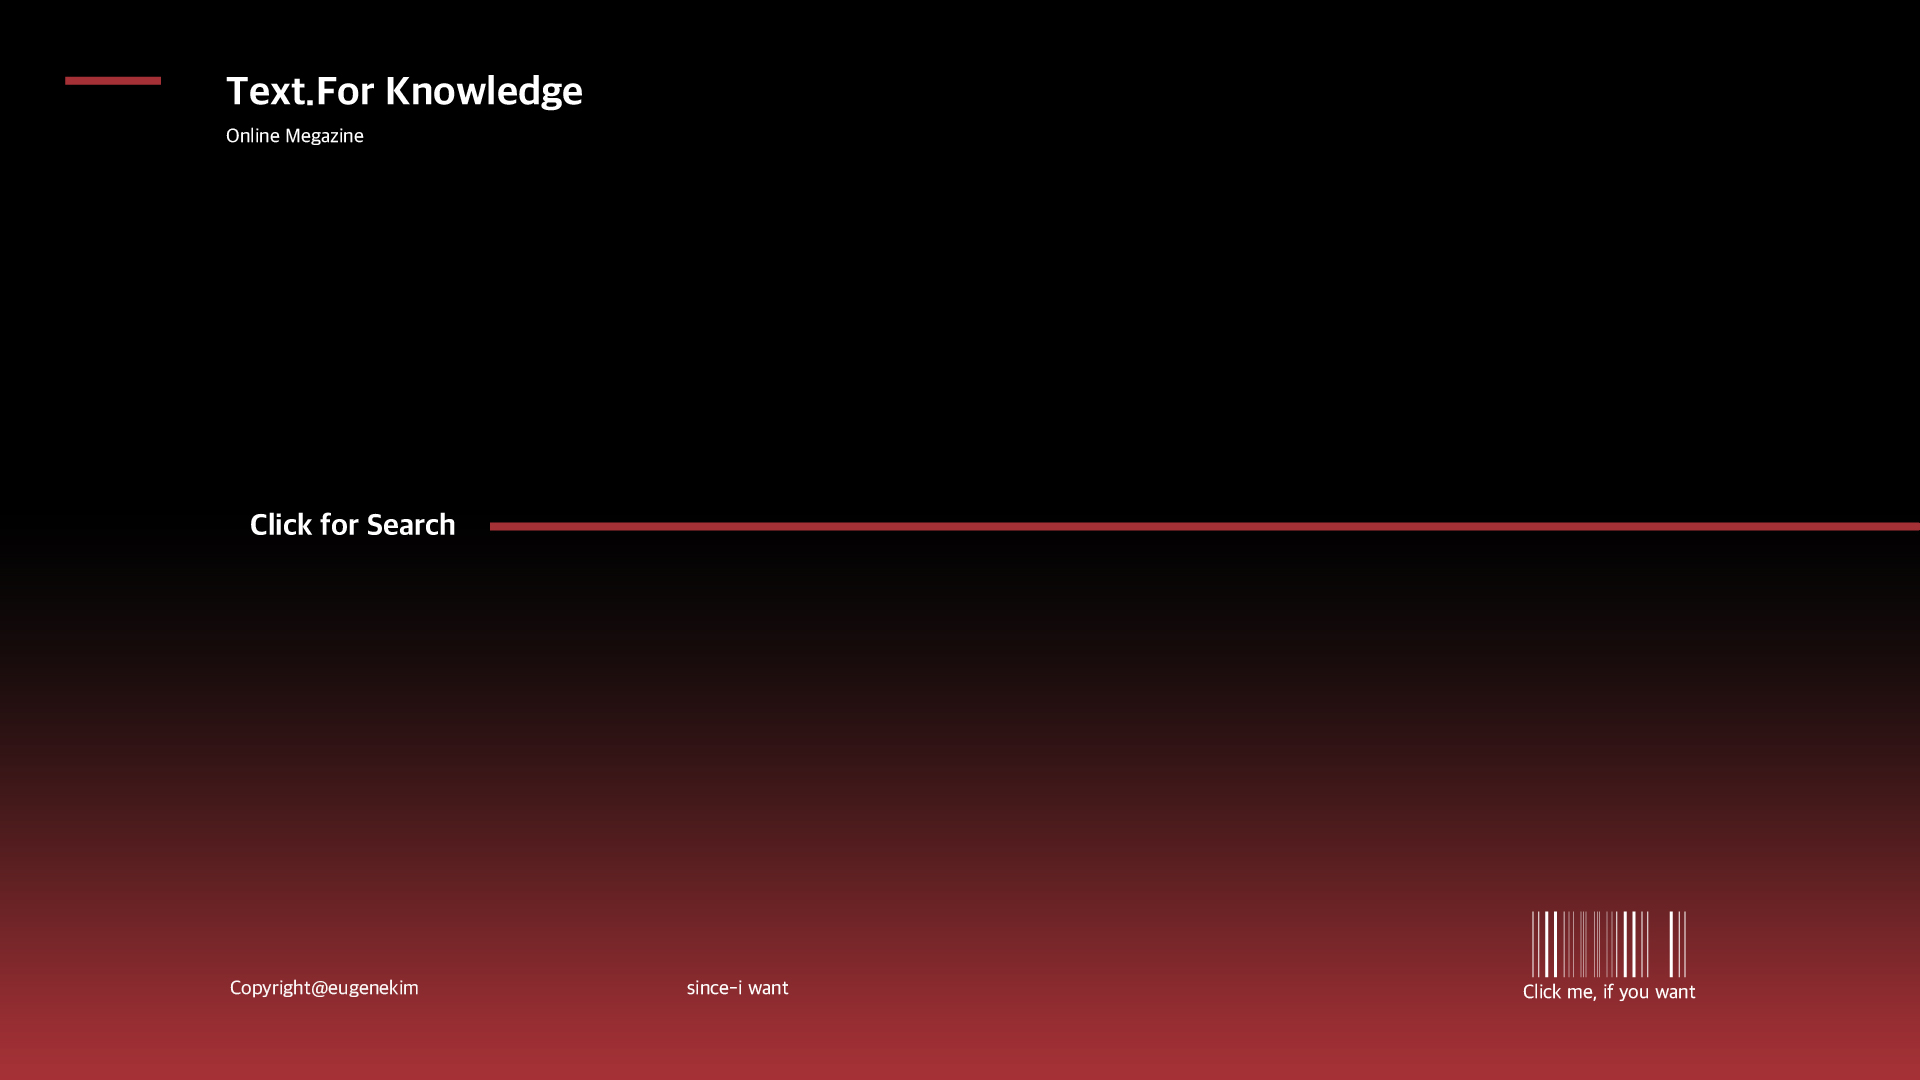 Text.For Knowledge
Online Megazine
Click for Search
Copyright@eugenekim
since-i want
Click me, if you want